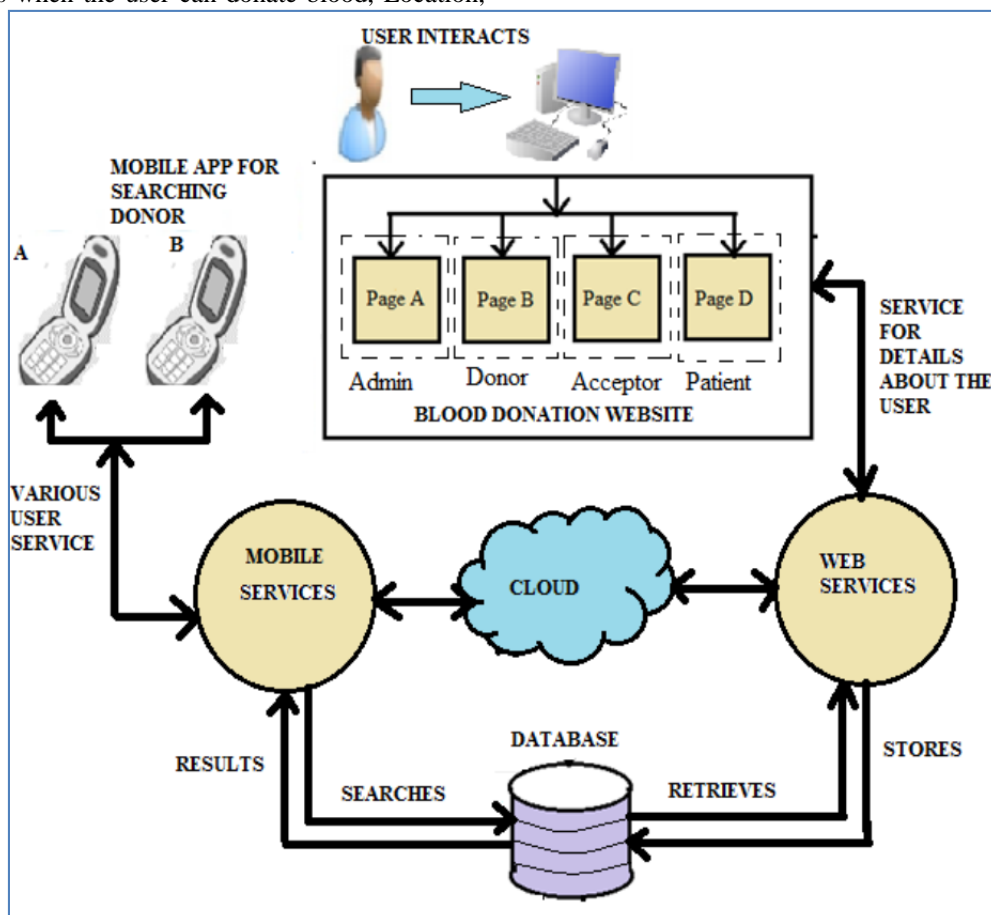 s when the user can donate blood, Location,
USER INTERACTS
MOBILE APP FOR
SEARCHING
DONOR
A
B
Page A
Page B
Page C
Page D
Admin
Donor
Acceptor
Patient
BLOOD DONATION WEBSITE
SERVICE
FOR
DETAILS
ABOUT THE
USER
VARIOUS
USER
SERVICE
MOBILE
SERVICES
CLOUD
WEB
SERVICES
RESULTS
SEARCHES
DATABASE
RETRIEVES
STORES